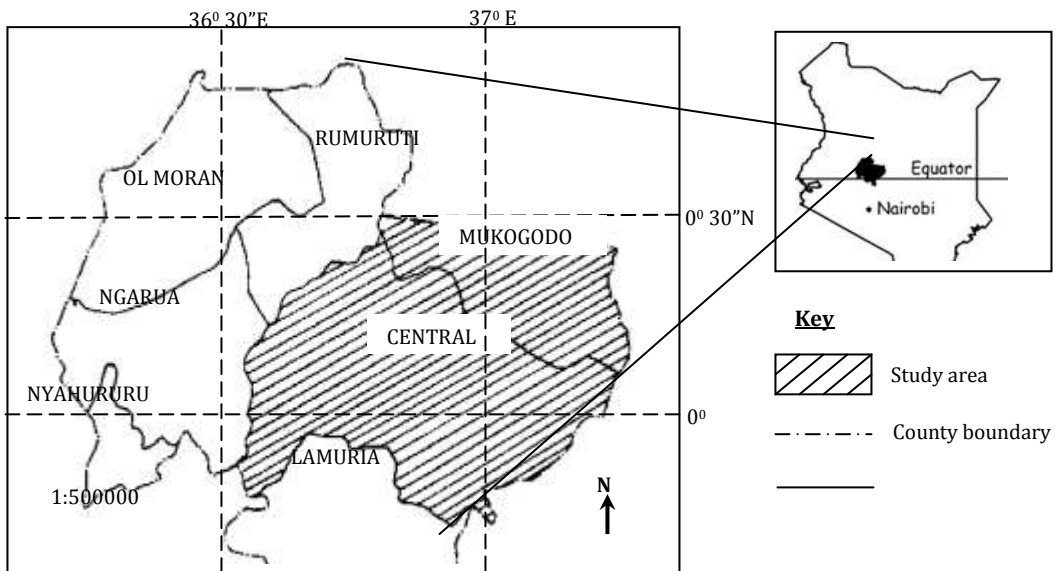 36⁰ 30”E
37⁰ E
RUMURUTI
OL MORAN
Equator
Nairobi
0⁰ 30”N
MUKOGODO
NGARUA
Key
CENTRAL
Study area
NYAHURURU
0⁰
County boundary
LAMURIA
1:500000
N